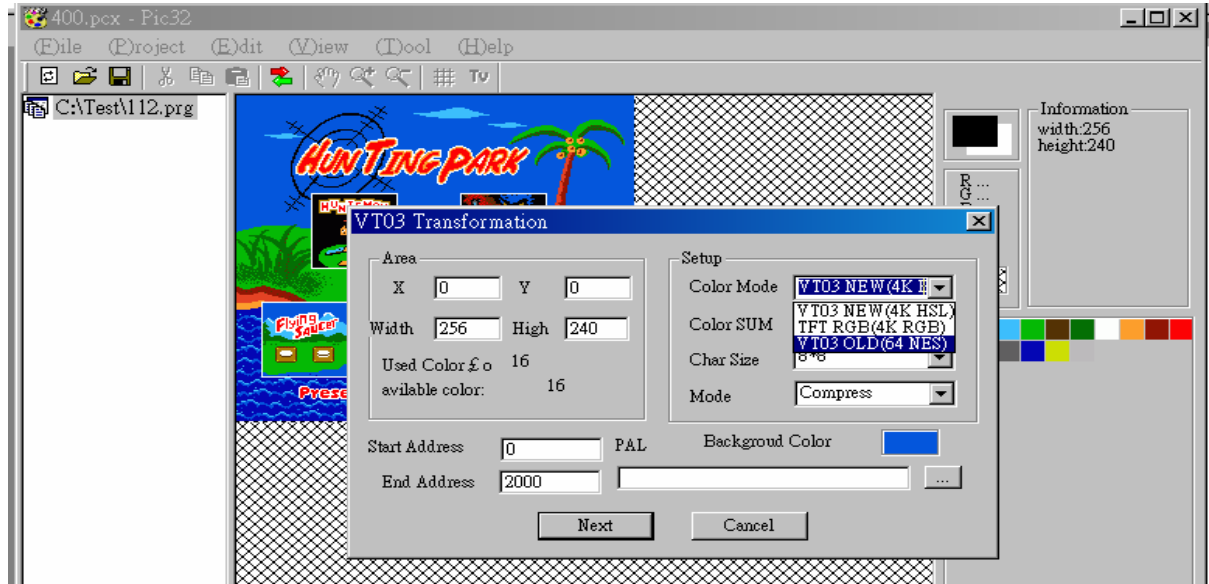 400.pcx - Pic32
(F)ile (P)roject (E)dit (V)iew (T)ool (H)elp
TV
C:\Test\112.prg
HUNTING PARK
Information
width:256
height:240
R ...
G ...
VT03 Transformation
Area
X 0 Y 0
Width 256 High 240
Used Color£o 16
avilable color: 16
Setup
Color Mode VT03 NEW(4K
VT03 NEW(4K HSL)
TFT RGB(4K RGB)
VT03 OLD(64 NES)
Color SUM
Char Size 8*8
Mode Compress
Flying Saucer
Prese
Start Address 0 PAL
Backgroud Color
End Address 2000 ...
Next Cancel